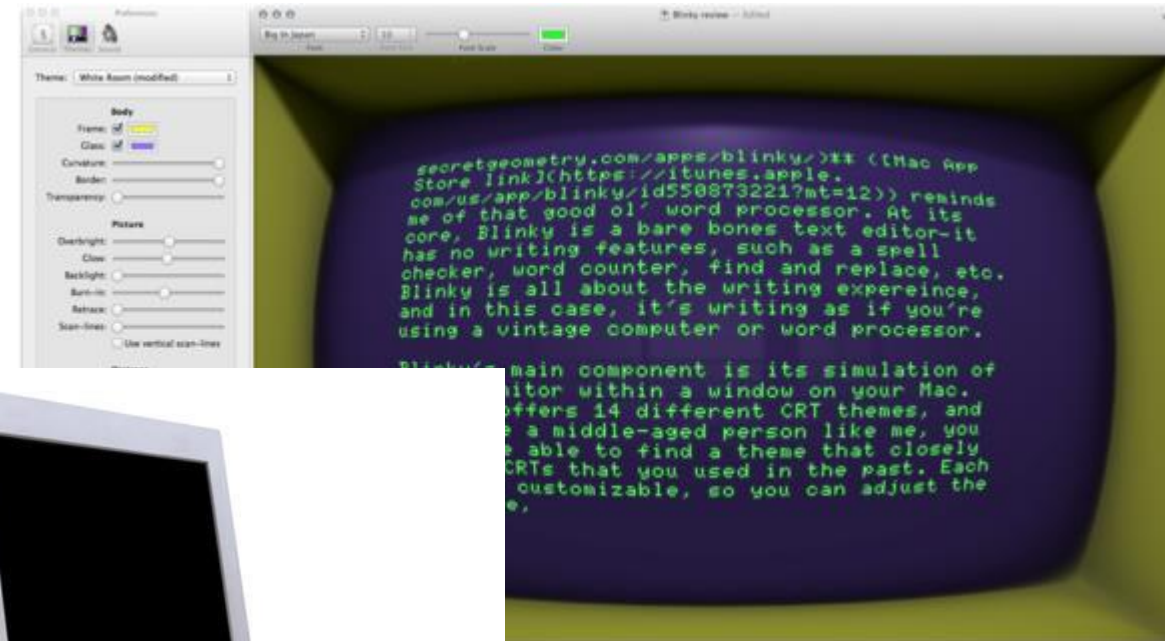 Preferences
General Themes Sound
Theme: White Room (modified)
Body
Frame:
Glass:
Curvature:
Border:
Transparency:
Picture
Overbright:
Glow:
Backlight:
Burn-in:
Retrace:
Scan-lines:
Use vertical scan-lines
Blinky review — Edited
Big In Japan
Font
Font Scale
Color
secretgeometry.com/apps/blinky/)** ([Mac App
Store link](https://itunes.apple.
com/us/app/blinky/id550873221?mt=12)) reminds
me of that good ol' word processor. At its
core, Blinky is a bare bones text editor-it
has no writing features, such as a spell
checker, word counter, find and replace, etc.
Blinky is all about the writing expereince,
and in this case, it's writing as if you're
using a vintage computer or word processor.
Blinky's main component is its simulation of
within a window on your Mac.
offers 14 different CRT themes, and
a middle-aged person like me, you
able to find a theme that closely
CRTs that you used in the past. Each
customizable, so you can adjust the